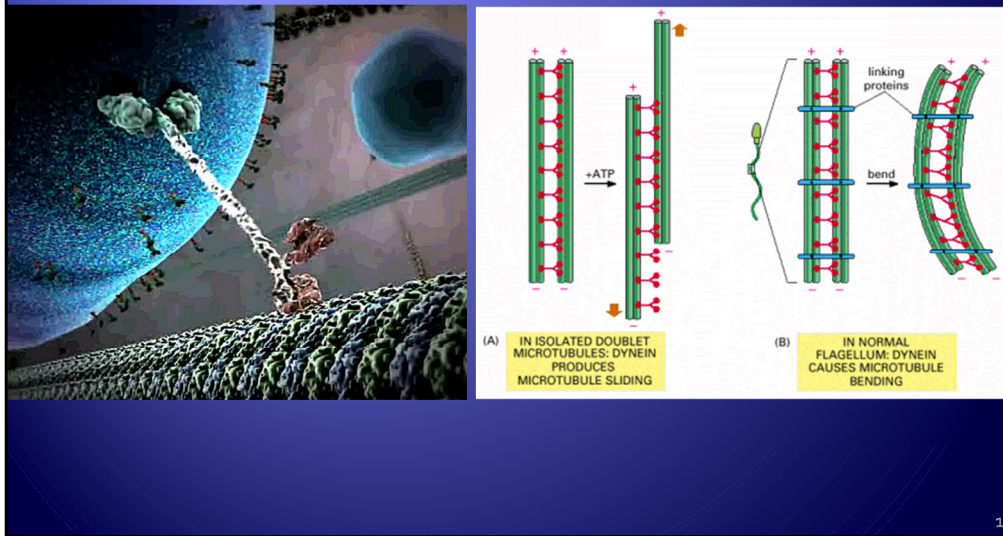 +
+ +
+
+ATP
-
- -
-
(A)
IN ISOLATED DOUBLET
MICROTUBULES: DYNEIN
PRODUCES
MICROTUBULE SLIDING
+ +
linking
proteins
+ +
bend
- -
- -
(B)
IN NORMAL
FLAGELLUM: DYNEIN
CAUSES MICROTUBULE
BENDING